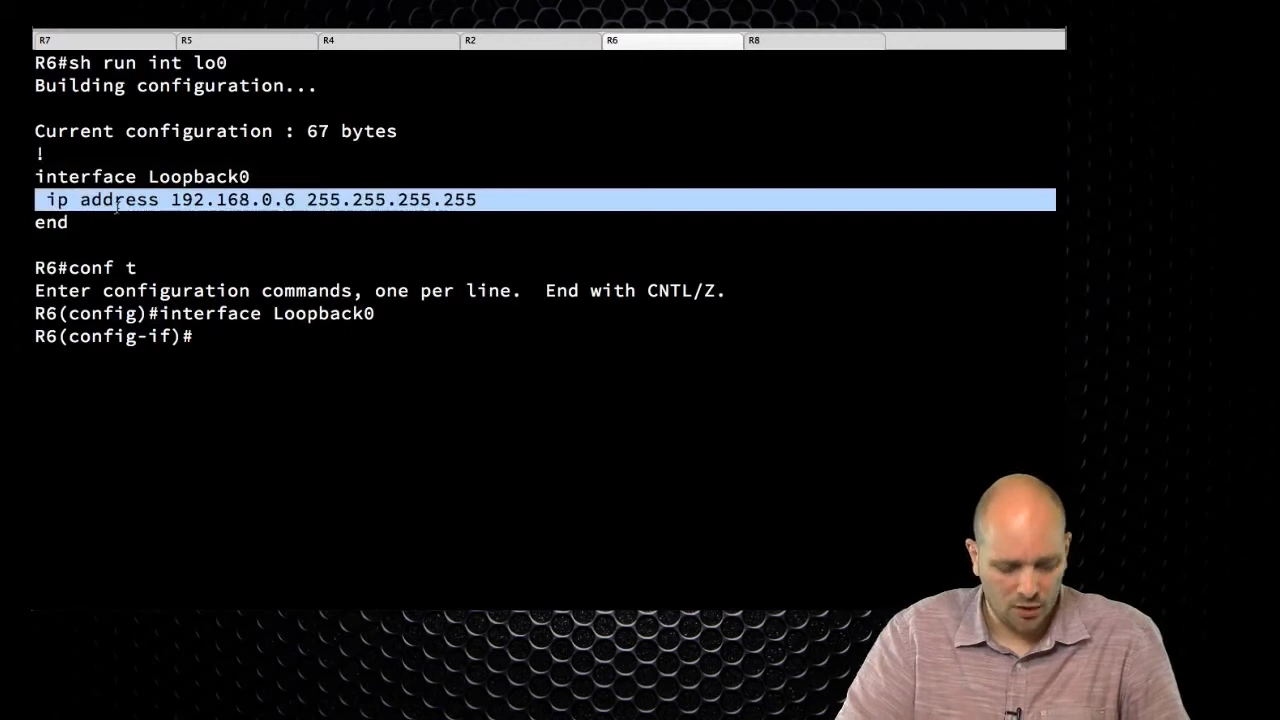 R7 R5 R4 R2 R6 R8
R6#sh run int lo0
Building configuration...
Current configuration : 67 bytes
!
interface Loopback0
ip address 192.168.0.6 255.255.255.255
end
R6#conf t
Enter configuration commands, one per line.  End with CNTL/Z.
R6(config)#interface Loopback0
R6(config-if)#